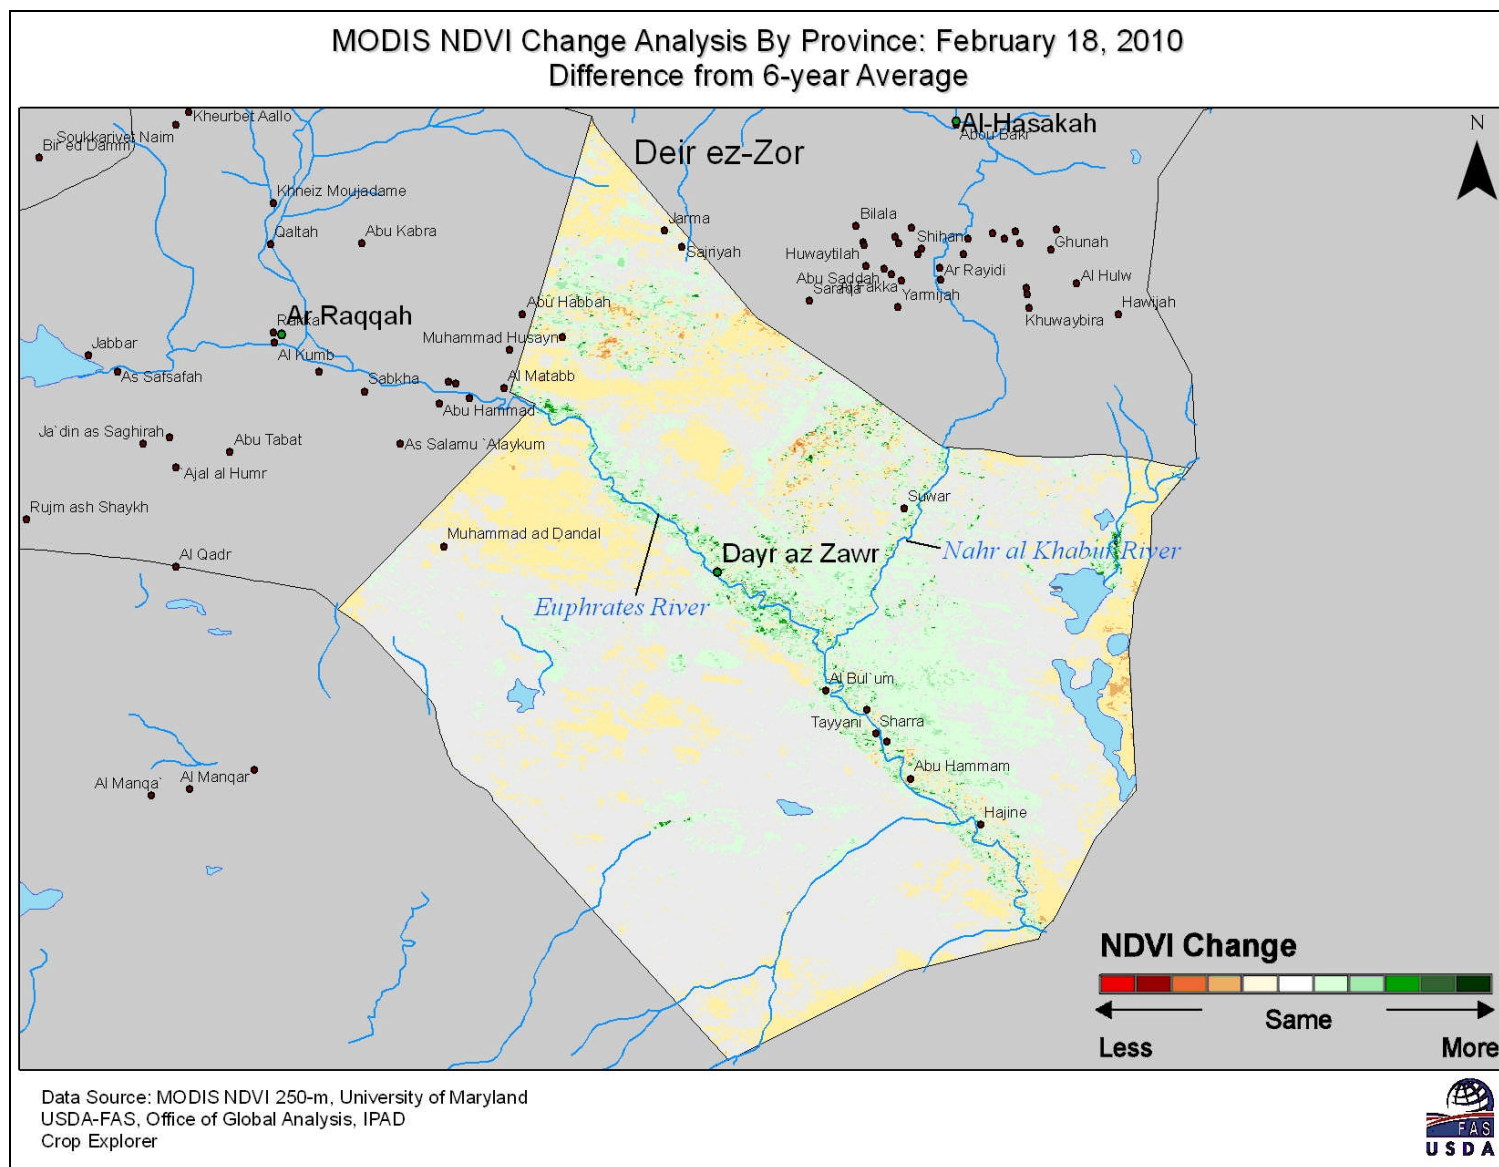 MODIS NDVI Change Analysis By Province: February 18, 2010
Difference from 6-year Average
Kheurbet Aallo
Soukkariyet Naim
Bir ed Damm
Al-Hasakah
Abou Bakr
N
Deir ez-Zor
Khneiz Moujadame
Qaltah
Abu Kabra
Jarma
Sajriyah
Bilala
Shihan
Huwaytilah
Ghunah
Abu Saddah
Ar Rayidi
Al Hulw
Saraqa
Al Fakka
Yarmijah
Hawijah
Khuwaybira
Abu Habbah
Ar Raqqah
Rakka
Muhammad Husayn
Jabbar
Al Kumb
As Safsafah
Sabkha
Al Matabb
Abu Hammad
Ja`din as Saghirah
Abu Tabat
As Salamu `Alaykum
`Ajal al Humr
Rujm ash Shaykh
Suwar
Muhammad ad Dandal
Al Qadr
Dayr az Zawr
Nahr al Khabur River
Euphrates River
Al Bul`um
Tayyani
Sharra
Abu Hammam
Al Manqa`
Al Manqar
Hajine
NDVI Change
Same
Less
More
Data Source: MODIS NDVI 250-m, University of Maryland
USDA-FAS, Office of Global Analysis, IPAD
Crop Explorer
FAS
USDA